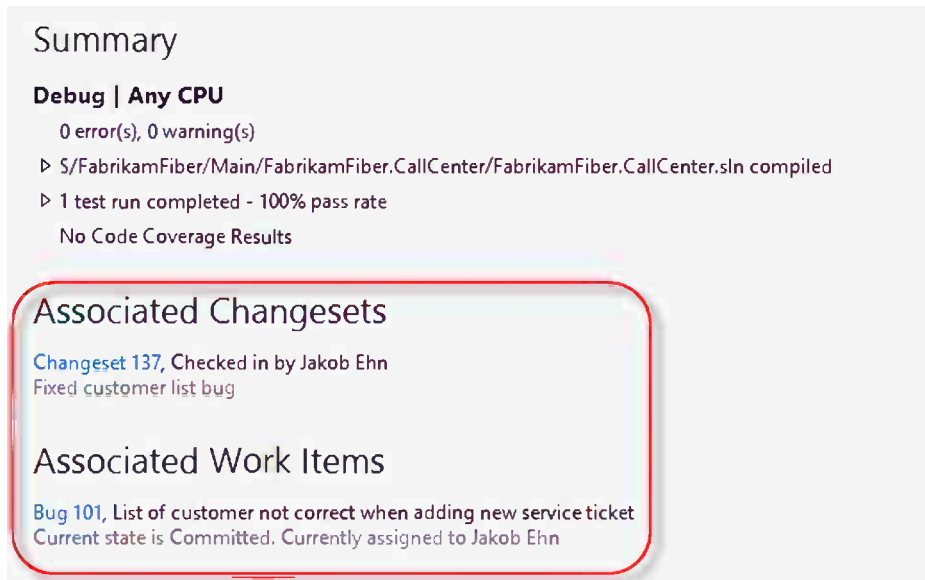 Summary
Debug | Any CPU
0 error(s), 0 warning(s)
S/FabrikamFiber/Main/FabrikamFiber.CallCenter/FabrikamFiber.CallCenter.sln compiled
1 test run completed - 100% pass rate
No Code Coverage Results
Associated Changesets
Changeset 137, Checked in by Jakob Ehn
Fixed customer list bug
Associated Work Items
Bug 101, List of customer not correct when adding new service ticket
Current state is Committed. Currently assigned to Jakob Ehn